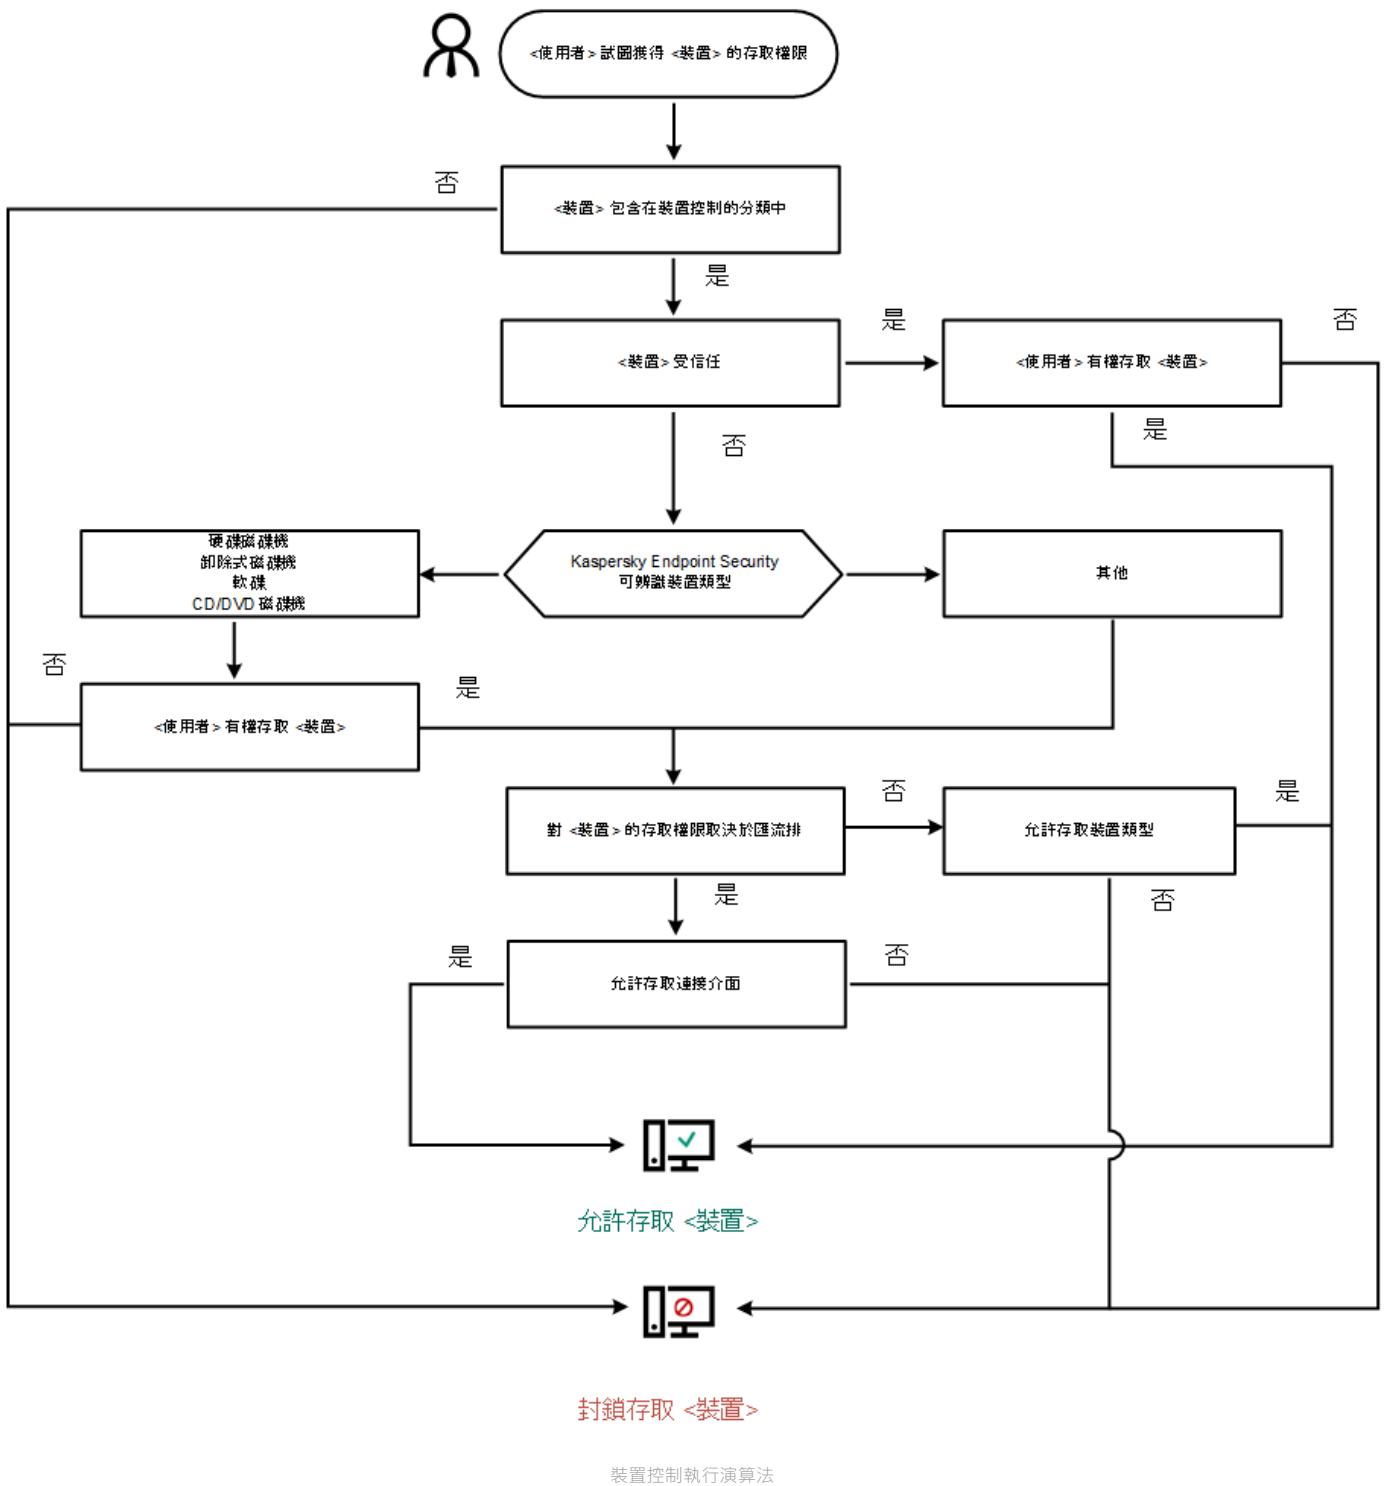 <使用者> 試圖獲得 <裝置> 的存取權限
否
<裝置> 包含在裝置控制的分類中
是
是
否
<裝置> 受信任
<使用者> 有權存取 <裝置>
是
否
硬碟磁碟機
卸除式磁碟機
軟碟
CD/DVD 磁碟機
Kaspersky Endpoint Security
可辨識裝置類型
其他
否
是
<使用者> 有權存取 <裝置>
否
是
對 <裝置> 的存取權限取決於匯流排
允許存取裝置類型
是
否
是
否
允許存取連接介面
允許存取 <裝置>
封鎖存取 <裝置>
裝置控制執行演算法